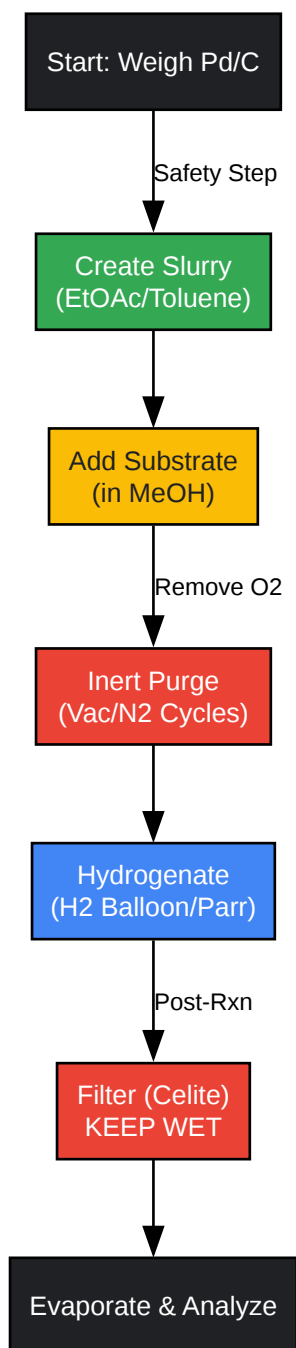 Start: Weigh Pd/C
Safety Step
Create Slurry
(EtOAc/Toluene)
Add Substrate
(in MeOH)
Remove O2
Inert Purge
(Vac/N2 Cycles)
Hydrogenate
(H2 Balloon/Parr)
Post-Rxn
Filter (Celite)
KEEP WET
Evaporate & Analyze